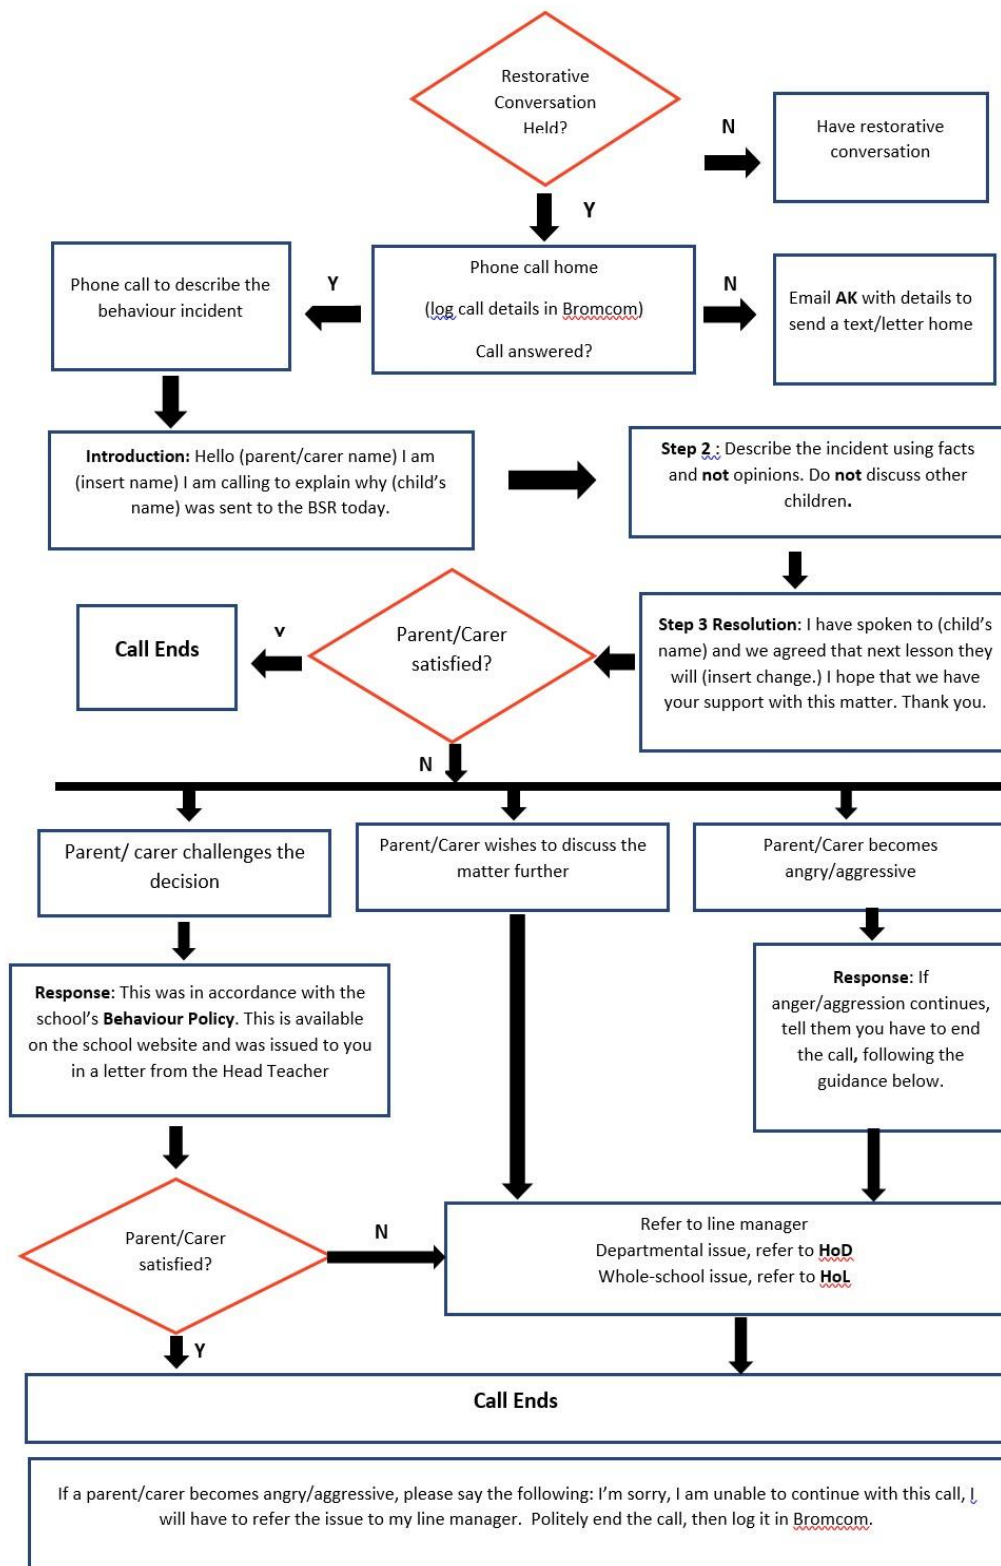 Restorative
Conversation
Held?
N
Have restorative
conversation
Y
Phone call to describe the
behaviour incident
Y
Phone call home
(log call details in Bromcom)
Call answered?
N
Email AK with details to
send a text/letter home
Introduction: Hello (parent/carer name) I am
(insert name) I am calling to explain why (child's
name) was sent to the BSR today.
Step 2 : Describe the incident using facts
and not opinions. Do not discuss other
children.
Step 3 Resolution: I have spoken to (child's
name) and we agreed that next lesson they
will (insert change.) I hope that we have
your support with this matter. Thank you.
Parent/Carer
satisfied?
Call Ends
N
Parent/ carer challenges the
decision
Parent/Carer wishes to discuss the
matter further
Parent/Carer becomes
angry/aggressive
Response: This was in accordance with the
school's Behaviour Policy. This is available
on the school website and was issued to you
in a letter from the Head Teacher
Response: If
anger/aggression continues,
tell them you have to end
the call, following the
guidance below.
Parent/Carer
satisfied?
N
Refer to line manager
Departmental issue, refer to HoD
Whole-school issue, refer to HoL
Y
Call Ends
If a parent/carer becomes angry/aggressive, please say the following: I'm sorry, I am unable to continue with this call, I
will have to refer the issue to my line manager.  Politely end the call, then log it in Bromcom.